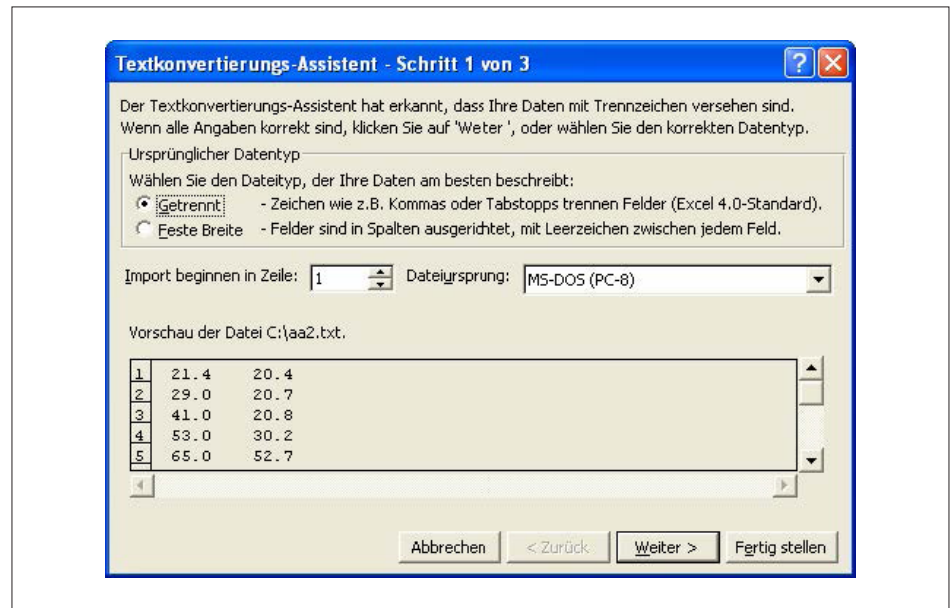 Textkonvertierungs-Assistent - Schritt 1 von 3
Der Textkonvertierungs-Assistent hat erkannt, dass Ihre Daten mit Trennzeichen versehen sind.
Wenn alle Angaben korrekt sind, klicken Sie auf 'Weter ', oder wählen Sie den korrekten Datentyp.
Ursprünglicher Datentyp
Wählen Sie den Dateityp, der Ihre Daten am besten beschreibt:
Getrennt - Zeichen wie z.B. Kommas oder Tabstopps trennen Felder (Excel 4.0-Standard).
Feste Breite - Felder sind in Spalten ausgerichtet, mit Leerzeichen zwischen jedem Feld.
Import beginnen in Zeile: 1 Dateiursprung: MS-DOS (PC-8)
Vorschau der Datei C:\aa2.txt.
1 21.4 20.4
2 29.0 20.7
3 41.0 20.8
4 53.0 30.2
5 65.0 52.7
Abbrechen < Zurück Weiter > Fertig stellen